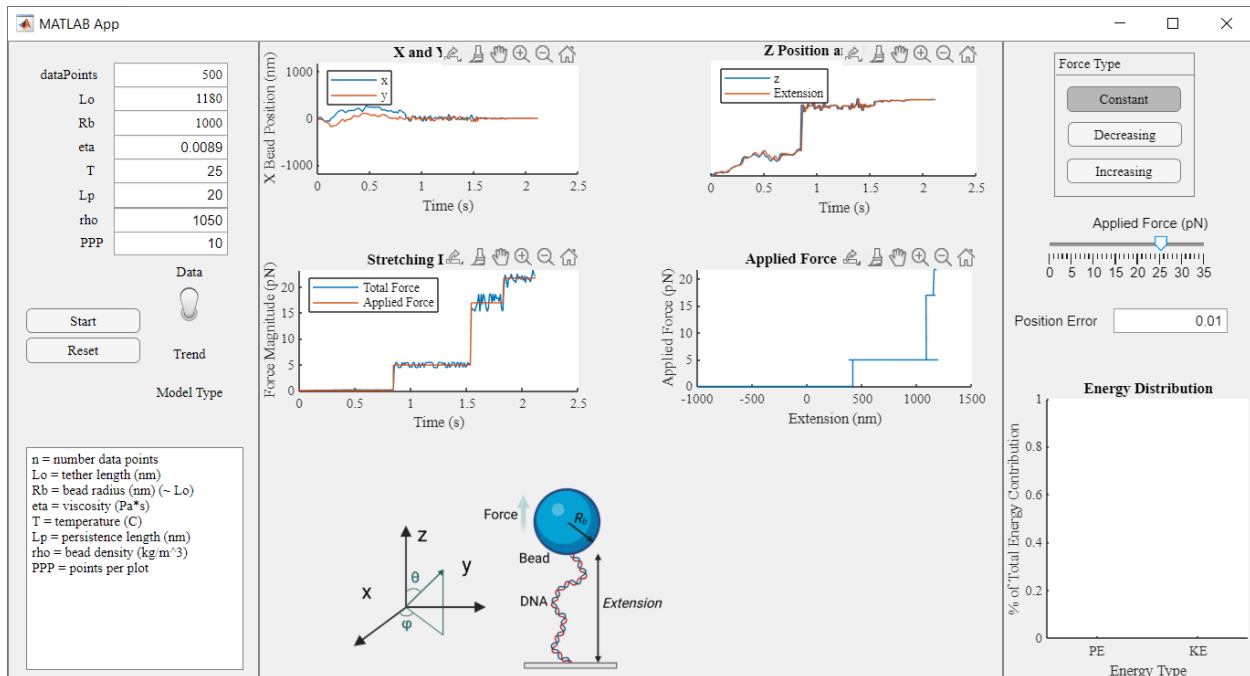 MATLAB App
dataPoints 500
Lo 1180
Rb 1000
eta 0.0089
T 25
Lp 20
rho 1050
PPP 10
Data
Start
Reset
Trend
Model Type
n = number data points
Lo = tether length (nm)
Rb = bead radius (nm) (~ Lo)
eta = viscosity (Pa*s)
T = temperature (C)
Lp = persistence length (nm)
rho = bead density (kg/m^3)
PPP = points per plot
X and Y
x
y
1000
0
-1000
X Bead Position (nm)
0 0.5 1 1.5 2 2.5
Time (s)
Z Position a
z
Extension
0 0.5 1 1.5 2 2.5
Time (s)
Stretching
Total Force
Applied Force
20
15
10
5
0
Force Magnitude (pN)
0 0.5 1 1.5 2 2.5
Time (s)
Applied Force
20
15
10
5
0
Applied Force (pN)
-1000 -500 0 500 1000 1500
Extension (nm)
z
y
x
θ
φ
Force
Rb
Bead
DNA
Extension
Force Type
Constant
Decreasing
Increasing
Applied Force (pN)
0 5 10 15 20 25 30 35
Position Error 0.01
Energy Distribution
1
0.8
0.6
0.4
0.2
0
% of Total Energy Contribution
PE KE
Energy Type